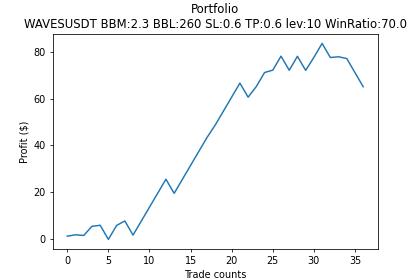 Portfolio
WAVESUSDT BBM:2.3 BBL:260 SL:0.6 TP:0.6 lev:10 WinRatio:70.0
80
60
40
20
0
Profit ($)
0 5 10 15 20 25 30 35
Trade counts